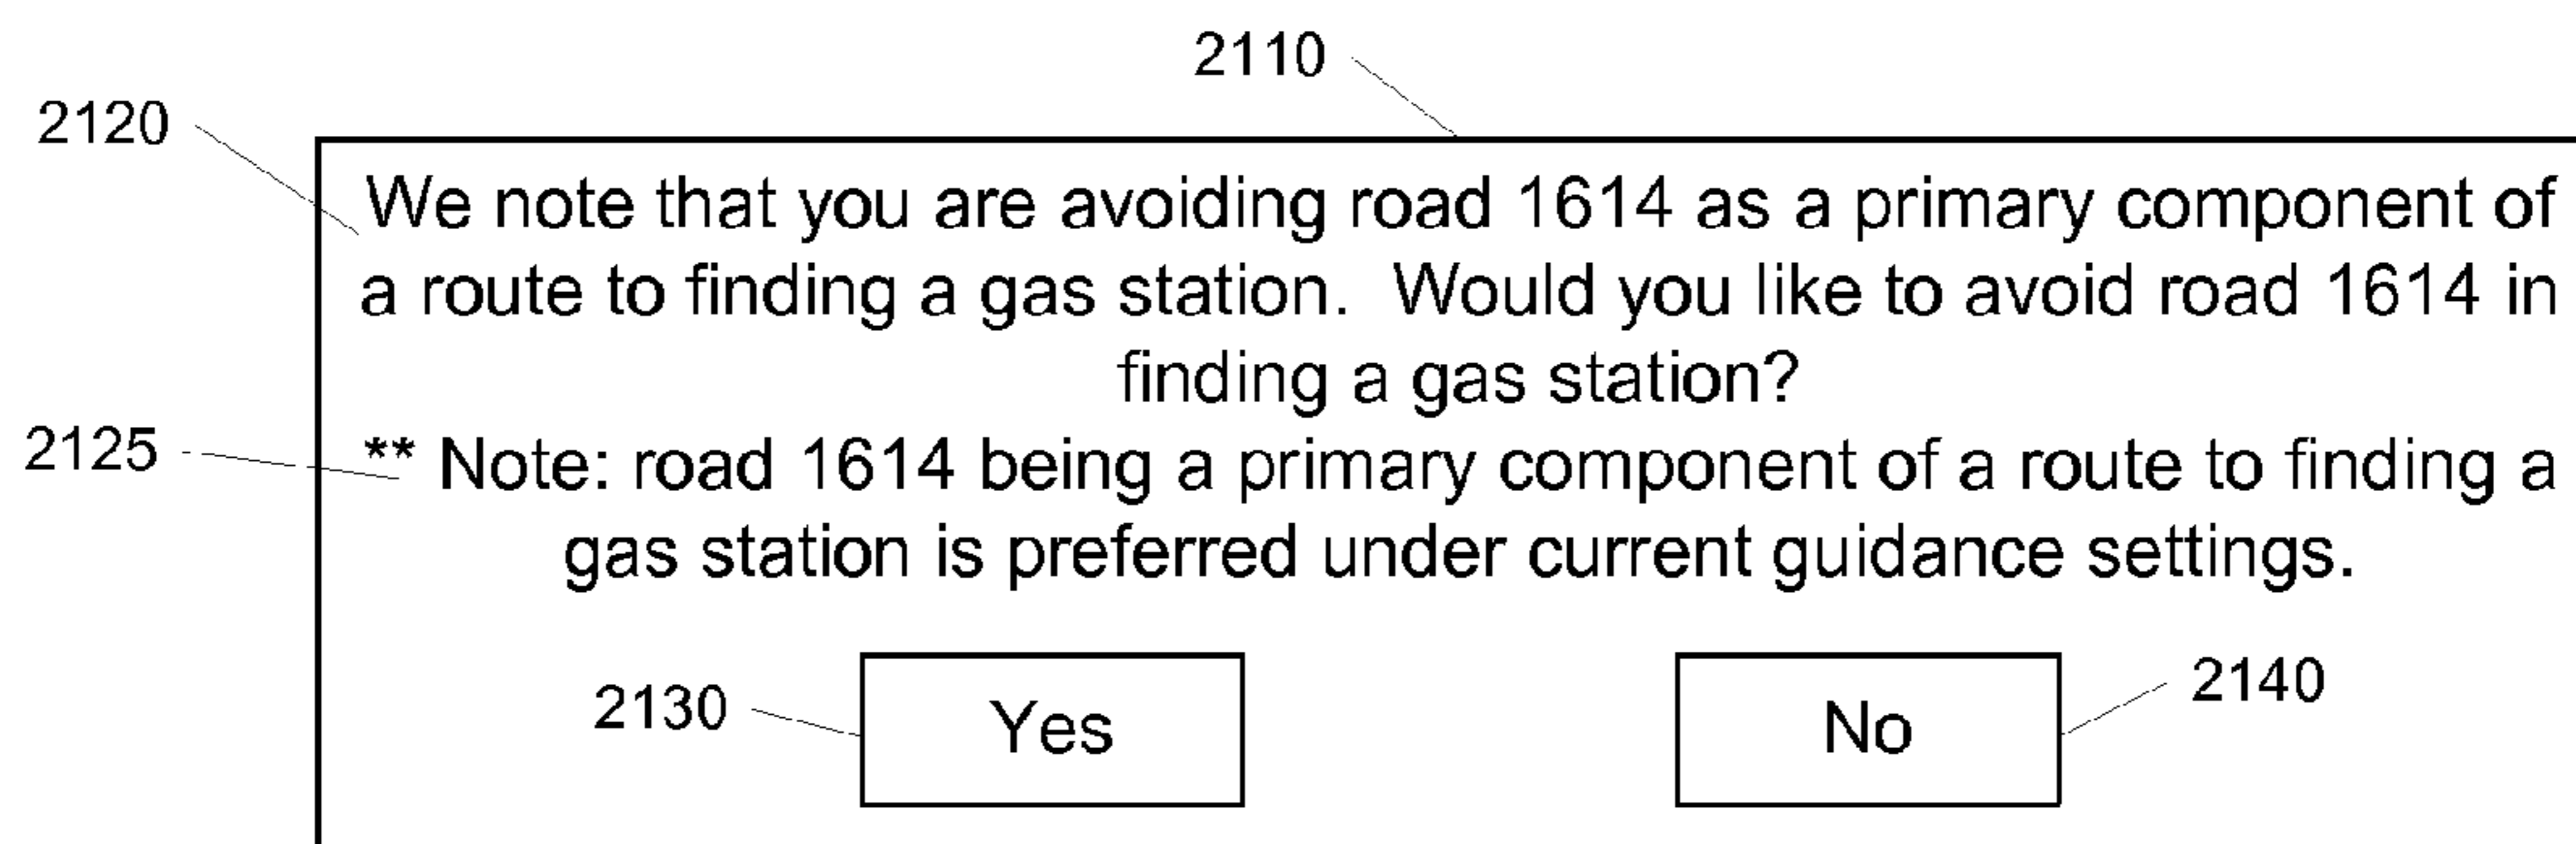 2110
2120
We note that you are avoiding road 1614 as a primary component of
a route to finding a gas station.  Would you like to avoid road 1614 in
finding a gas station?
2125
** Note: road 1614 being a primary component of a route to finding a
gas station is preferred under current guidance settings.
2130
Yes
No
2140